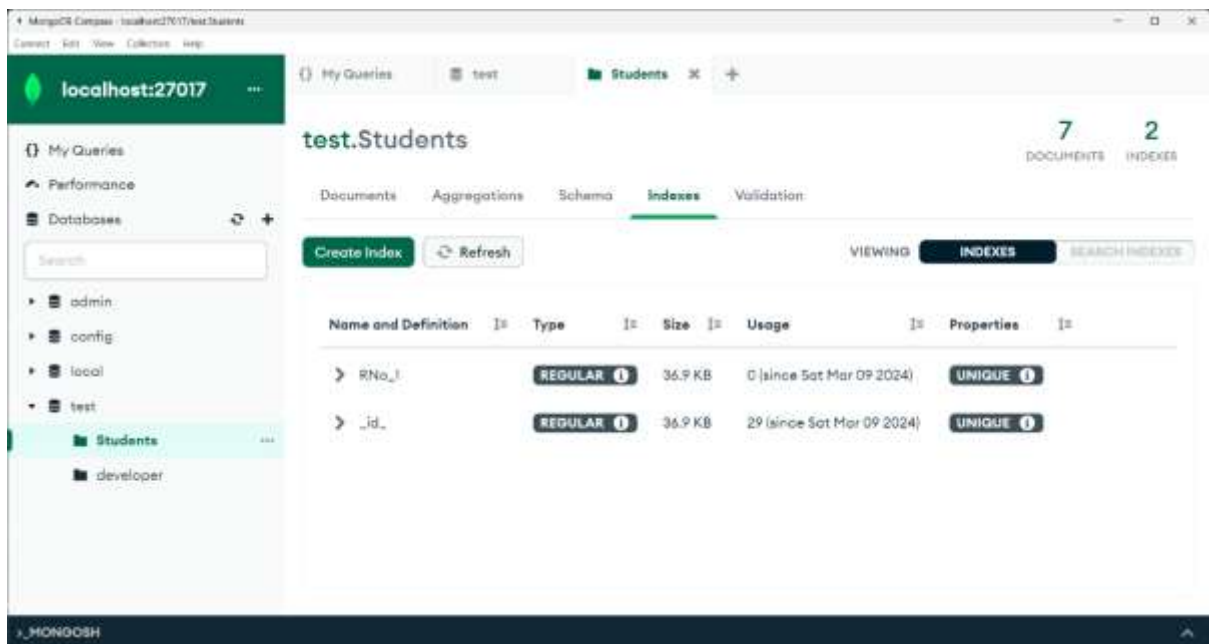 MongoDB Compass - localhost:27017/test.Students
Connect Edit View Collection Help
localhost:27017 ...
{} My Queries
Performance
Databases
Search
admin
config
local
test
Students ...
developer
{} My Queries test Students × +
test.Students
7 DOCUMENTS
2 INDEXES
Documents Aggregations Schema Indexes Validation
Create Index Refresh VIEWING INDEXES SEARCH INDEXES
Name and Definition Type Size Usage Properties
RNo_1 REGULAR 36.9 KB 0 (since Sat Mar 09 2024) UNIQUE
_id_ REGULAR 36.9 KB 29 (since Sat Mar 09 2024) UNIQUE
>_MONGOSH